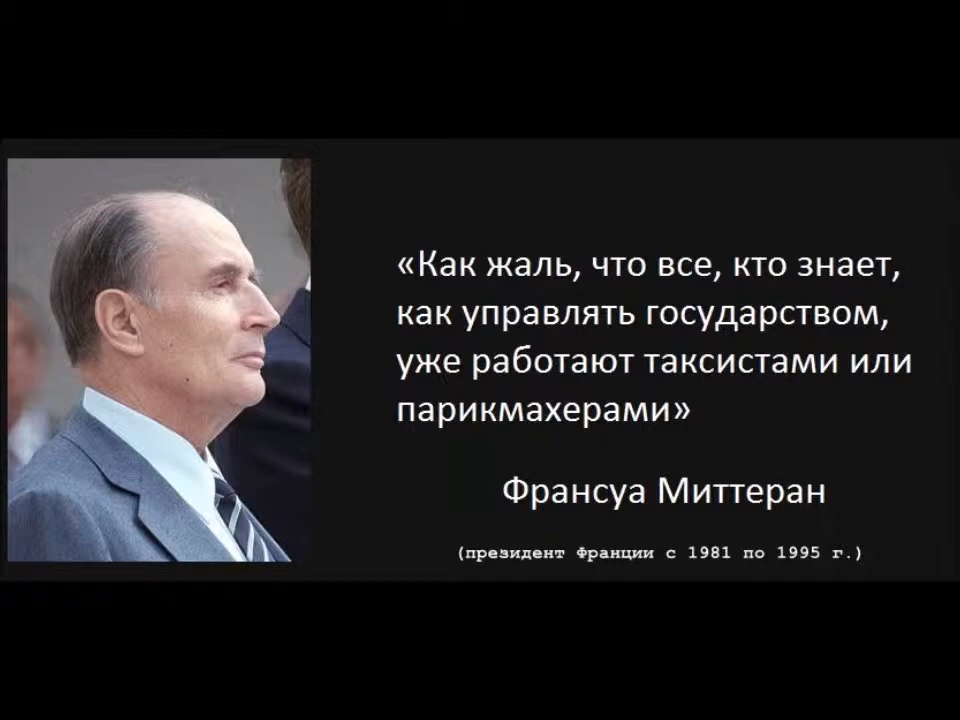 «Как жаль, что все, кто знает,
как управлять государством,
уже работают таксистами или
парикмахерами»
Франсуа Миттеран
(президент Франции с 1981 по 1995 г.)